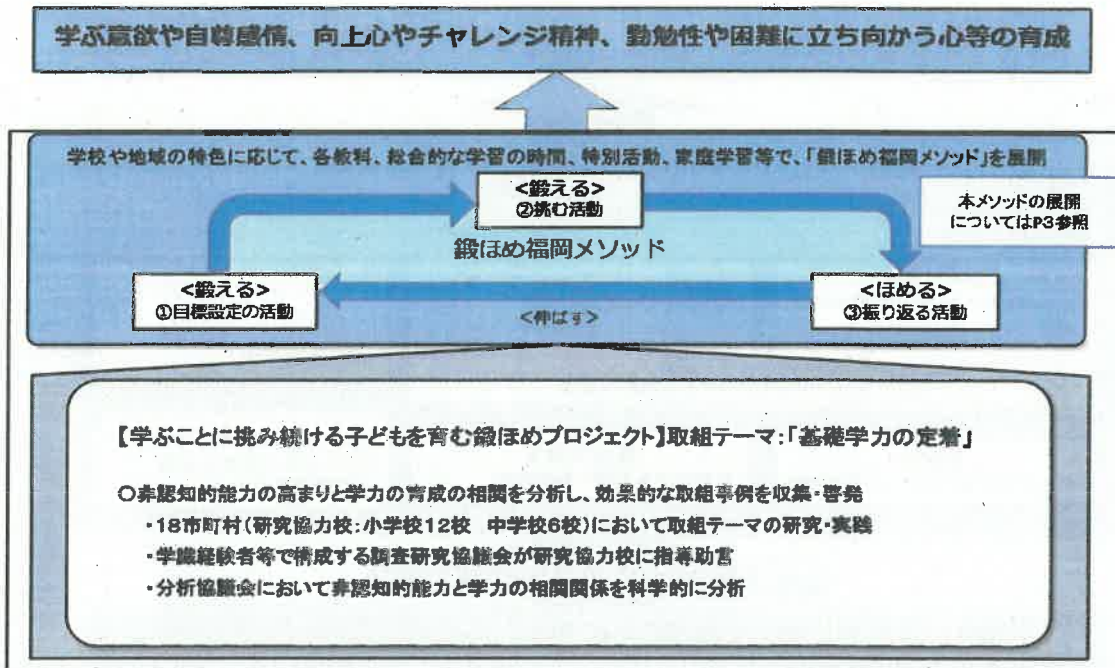 学ぶ意欲や自尊感情、向上心やチャレンジ精神、勤勉性や困難に立ち向かう心等の育成
学校や地域の特色に応じて、各教科、総合的な学習の時間、特別活動、家庭学習等で、「鍛ほめ福岡メソッド」を展開
<鍛える>
②挑む活動
本メソッドの展開
についてはP3参照
鍛ほめ福岡メソッド
<鍛える>
①目標設定の活動
<ほめる>
③振り返る活動
<伸ばす>
【学ぶことに挑み続ける子どもを育む鍛ほめプロジェクト】取組テーマ:「基礎学力の定着」
○非認知的能力の高まりと学力の育成の相関を分析し、効果的な取組事例を収集・啓発
・18市町村(研究協力校:小学校12校 中学校6校)において取組テーマの研究・実践
・学識経験者等で構成する調査研究協議会が研究協力校に指導助言
・分析協議会において非認知的能力と学力の相関関係を科学的に分析